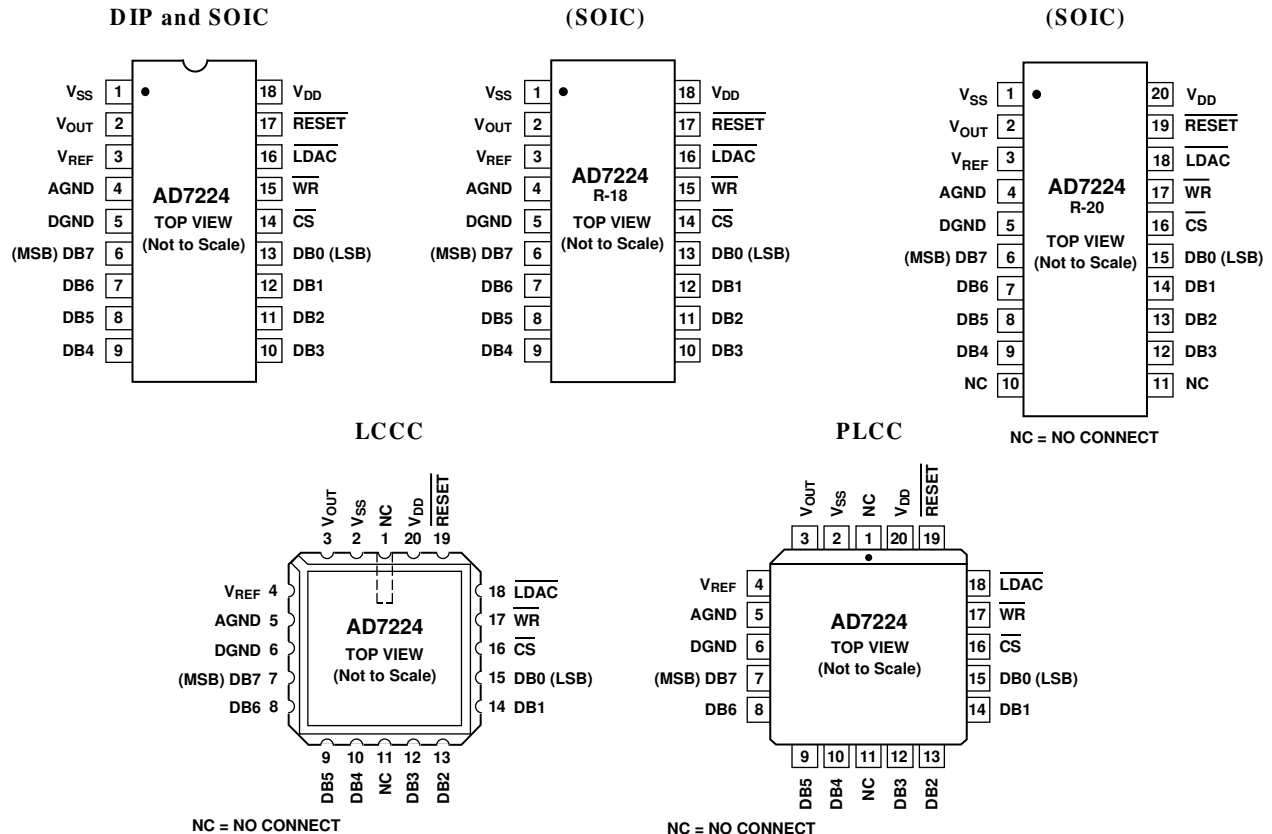 DIP and SOIC
VSS 1
VOUT 2
VREF 3
AGND 4
DGND 5
(MSB) DB7 6
DB6 7
DB5 8
DB4 9
AD7224
TOP VIEW
(Not to Scale)
18 VDD
17 RESET
16 LDAC
15 WR
14 CS
13 DB0 (LSB)
12 DB1
11 DB2
10 DB3
(SOIC)
VSS 1
VOUT 2
VREF 3
AGND 4
DGND 5
(MSB) DB7 6
DB6 7
DB5 8
DB4 9
AD7224
R-18
TOP VIEW
(Not to Scale)
18 VDD
17 RESET
16 LDAC
15 WR
14 CS
13 DB0 (LSB)
12 DB1
11 DB2
10 DB3
(SOIC)
VSS 1
VOUT 2
VREF 3
AGND 4
DGND 5
(MSB) DB7 6
DB6 7
DB5 8
DB4 9
NC 10
AD7224
R-20
TOP VIEW
(Not to Scale)
20 VDD
19 RESET
18 LDAC
17 WR
16 CS
15 DB0 (LSB)
14 DB1
13 DB2
12 DB3
11 NC
NC = NO CONNECT
LCCC
VOUT VSS NC VDD RESET
3 2 1 20 19
VREF 4
AGND 5
DGND 6
(MSB) DB7 7
DB6 8
AD7224
TOP VIEW
(Not to Scale)
18 LDAC
17 WR
16 CS
15 DB0 (LSB)
14 DB1
9 10 11 12 13
DB5 DB4 NC DB3 DB2
NC = NO CONNECT
PLCC
VOUT VSS NC VDD RESET
3 2 1 20 19
VREF 4
AGND 5
DGND 6
(MSB) DB7 7
DB6 8
AD7224
TOP VIEW
(Not to Scale)
18 LDAC
17 WR
16 CS
15 DB0 (LSB)
14 DB1
9 10 11 12 13
DB5 DB4 NC DB3 DB2
NC = NO CONNECT